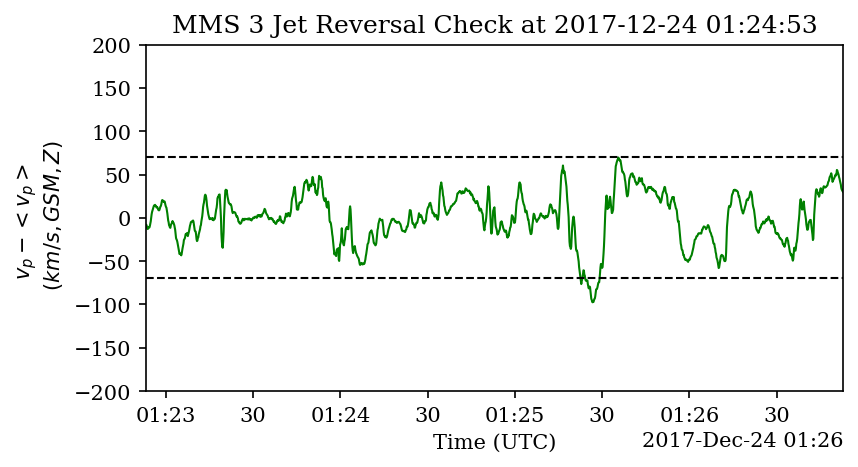 MMS 3 Jet Reversal Check at 2017-12-24 01:24:53
200
150
100
50
0
−50
−100
−150
−200
v_p − <v_p>
(km/s, GSM, Z)
01:23 30 01:24 30 01:25 30 01:26 30
Time (UTC)
2017-Dec-24 01:26